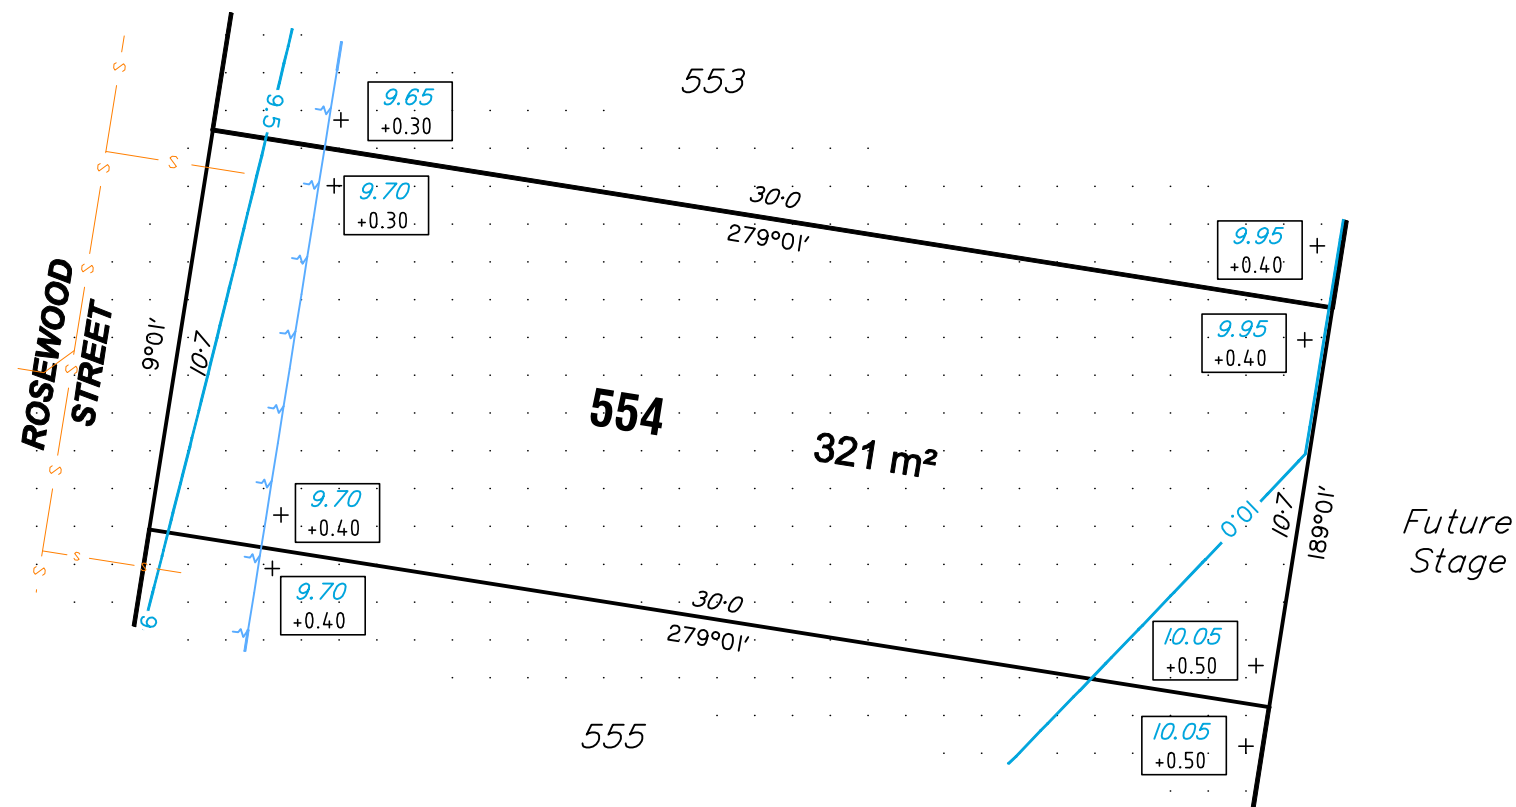 553
9.65
+0.30
9.5
9.70
+0.30
30·0
279°01′
9.95
+0.40
9.95
+0.40
ROSEWOOD
STREET
9°01′
10·7
554
321 m²
10.0
10·7
189°01′
Future
Stage
9.70
+0.40
9.70
+0.40
30·0
279°01′
10.05
+0.50
10.05
+0.50
555
9
S
S
S
S
S
S
S
S
S